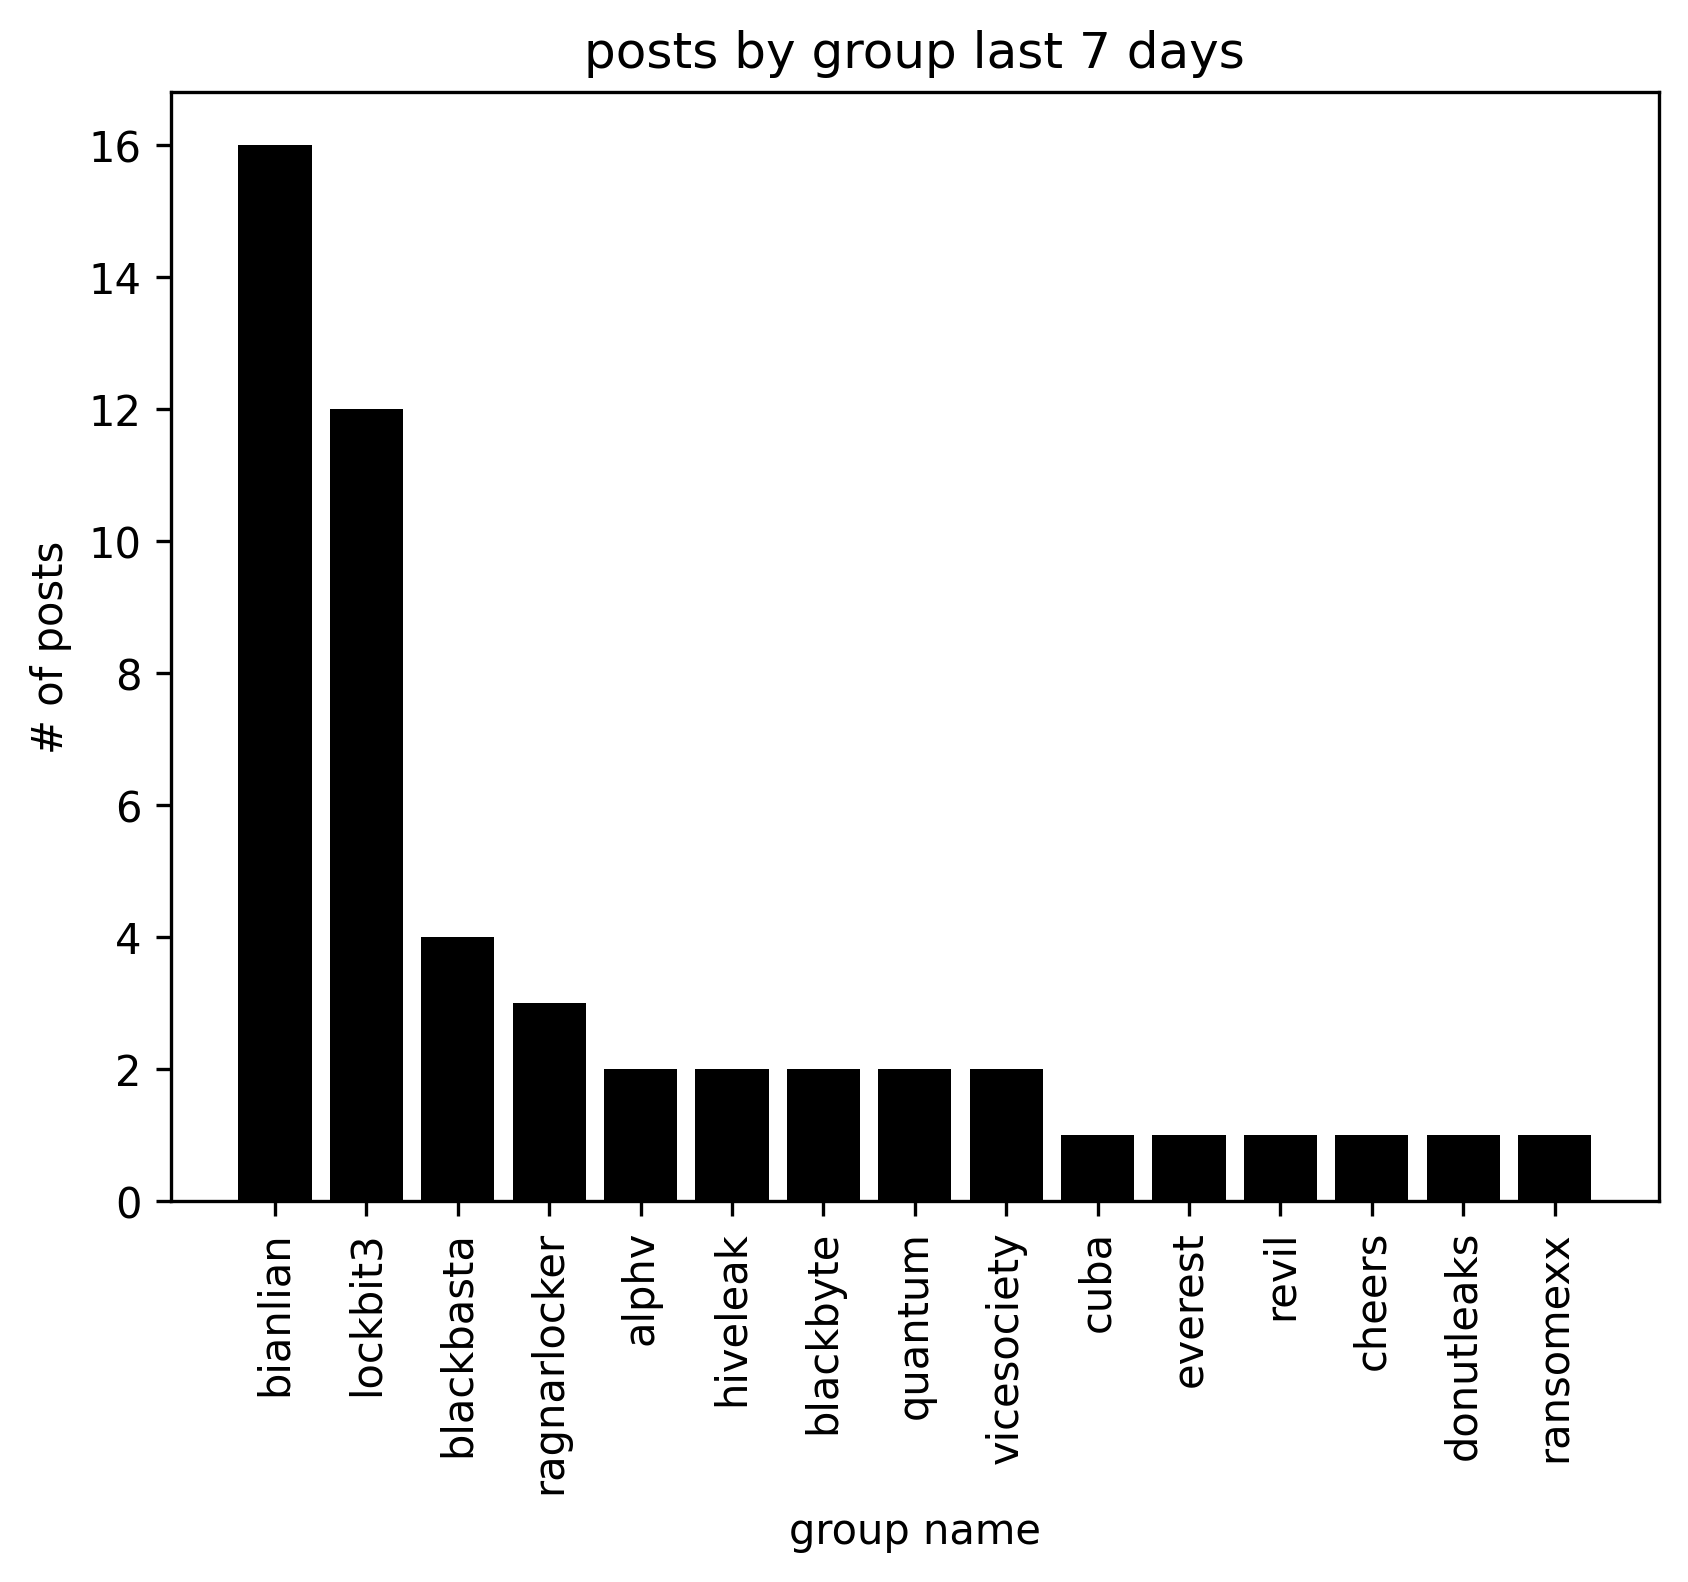 posts by group last 7 days
# of posts
16
14
12
10
8
6
4
2
0
bianlian
lockbit3
blackbasta
ragnarlocker
alphv
hiveleak
blackbyte
quantum
vicesociety
cuba
everest
revil
cheers
donutleaks
ransomexx
group name